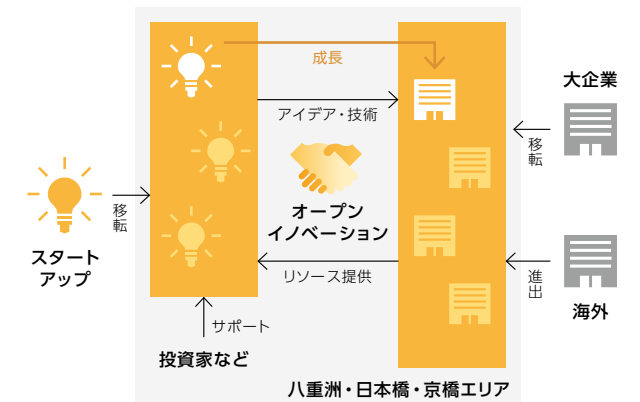 成長
アイデア・技術
大企業
移転
オープン
イノベーション
移転
スタート
アップ
リソース提供
進出
サポート
海外
投資家など
八重洲・日本橋・京橋エリア